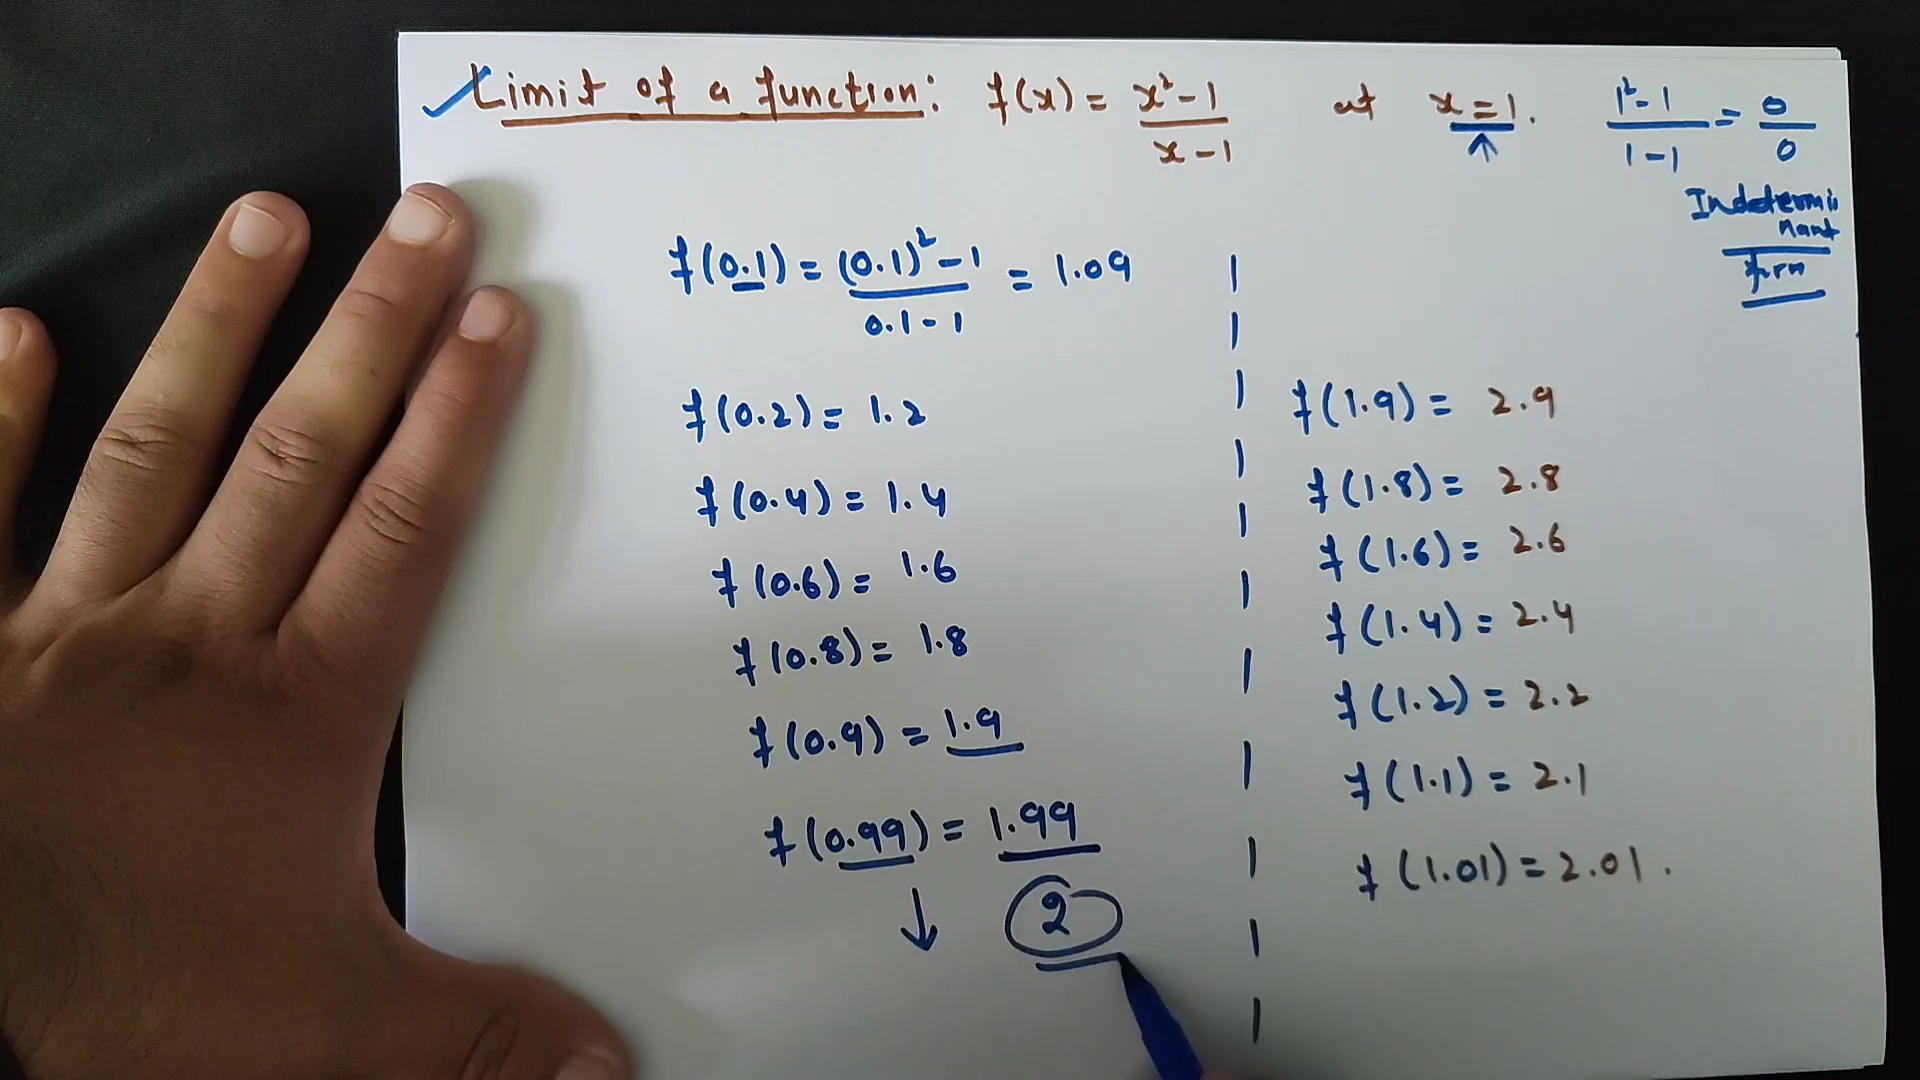 Limit of a function: f(x) = x²-1 / x-1 at x=1. 1²-1 / 1-1 = 0/0
Indetermi
nant
form
f(0.1) = (0.1)²-1 / 0.1-1 = 1.09
f(0.2) = 1.2
f(0.4) = 1.4
f(0.6) = 1.6
f(0.8) = 1.8
f(0.9) = 1.9
f(0.99) = 1.99
↓ 2
f(1.9) = 2.9
f(1.8) = 2.8
f(1.6) = 2.6
f(1.4) = 2.4
f(1.2) = 2.2
f(1.1) = 2.1
f(1.01) = 2.01.